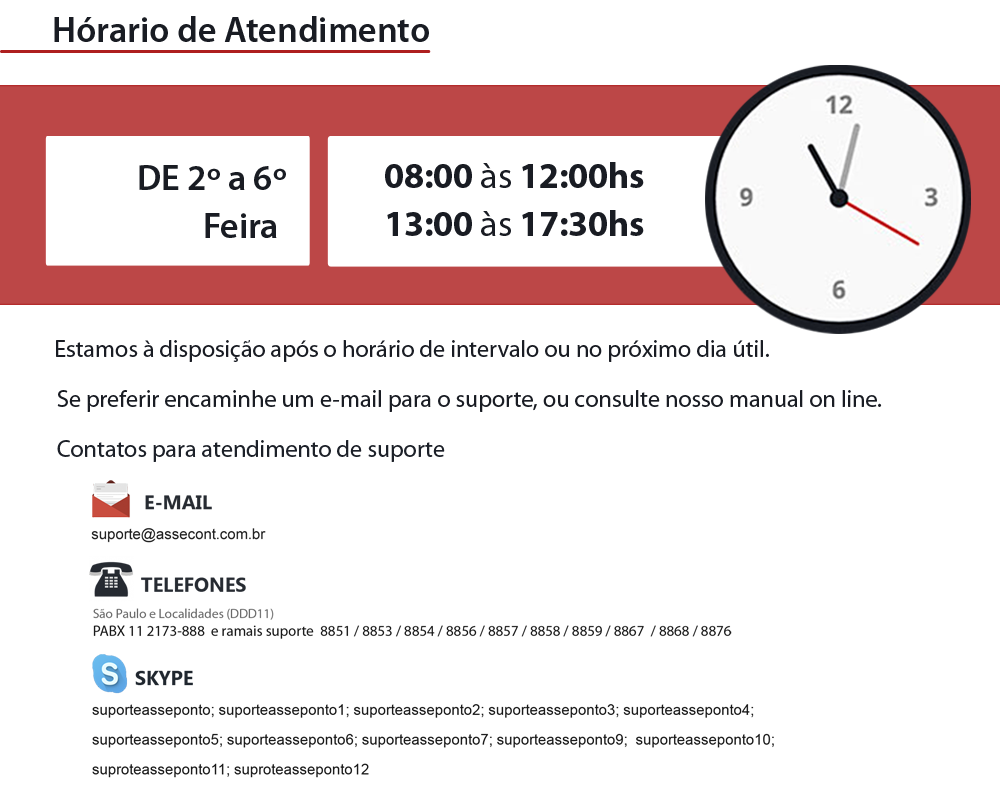 Hórario de Atendimento
DE 2º a 6º
Feira
08:00 às 12:00hs
13:00 às 17:30hs
12
9
3
6
Estamos à disposição após o horário de intervalo ou no próximo dia útil.
Se preferir encaminhe um e-mail para o suporte, ou consulte nosso manual on line.
Contatos para atendimento de suporte
E-MAIL
suporte@assecont.com.br
TELEFONES
São Paulo e Localidades (DDD11)
PABX 11 2173-888 e ramais suporte 8851 / 8853 / 8854 / 8856 / 8857 / 8858 / 8859 / 8867 / 8868 / 8876
S SKYPE
suporteasseponto; suporteasseponto1; suporteasseponto2; suporteasseponto3; suporteasseponto4;
suporteasseponto5; suporteasseponto6; suporteasseponto7; suporteasseponto9; suporteasseponto10;
suproteasseponto11; suproteasseponto12